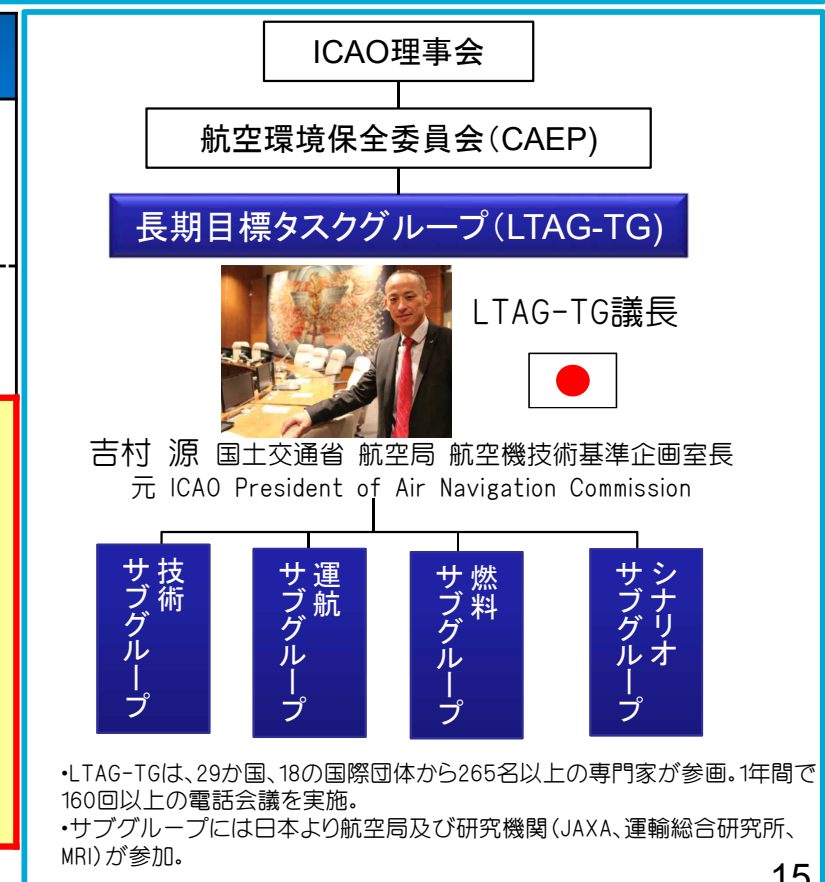 ICAO理事会
航空環境保全委員会(CAEP)
長期目標タスクグループ(LTAG-TG)
LTAG-TG議長
吉村 源 国土交通省 航空局 航空機技術基準企画室長
元 ICAO President of Air Navigation Commission
技術
サブグループ
運航
サブグループ
燃料
サブグループ
シナリオ
サブグループ
•LTAG-TGは、29か国、18の国際団体から265名以上の専門家が参画。1年間で
160回以上の電話会議を実施。
•サブグループには日本より航空局及び研究機関(JAXA、運輸総合研究所、
MRI)が参加。
15